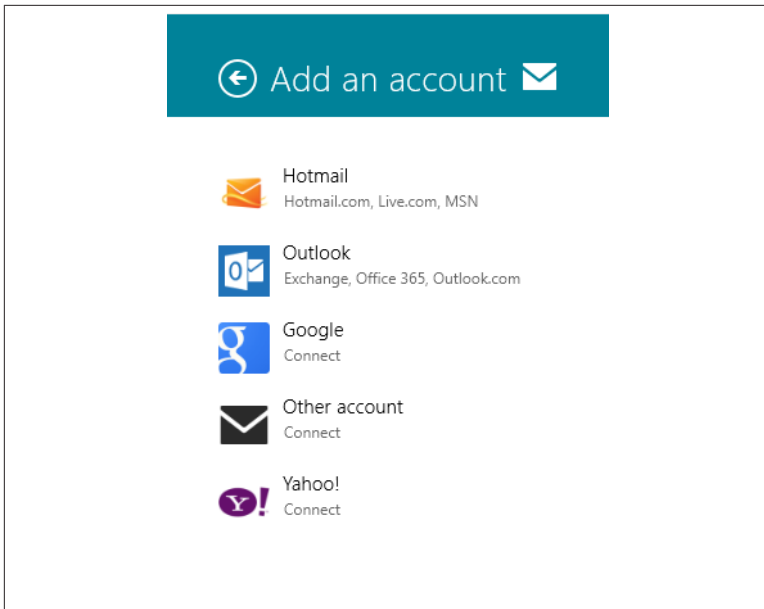 Add an account
Hotmail
Hotmail.com, Live.com, MSN
Outlook
Exchange, Office 365, Outlook.com
Google
Connect
Other account
Connect
Yahoo!
Connect